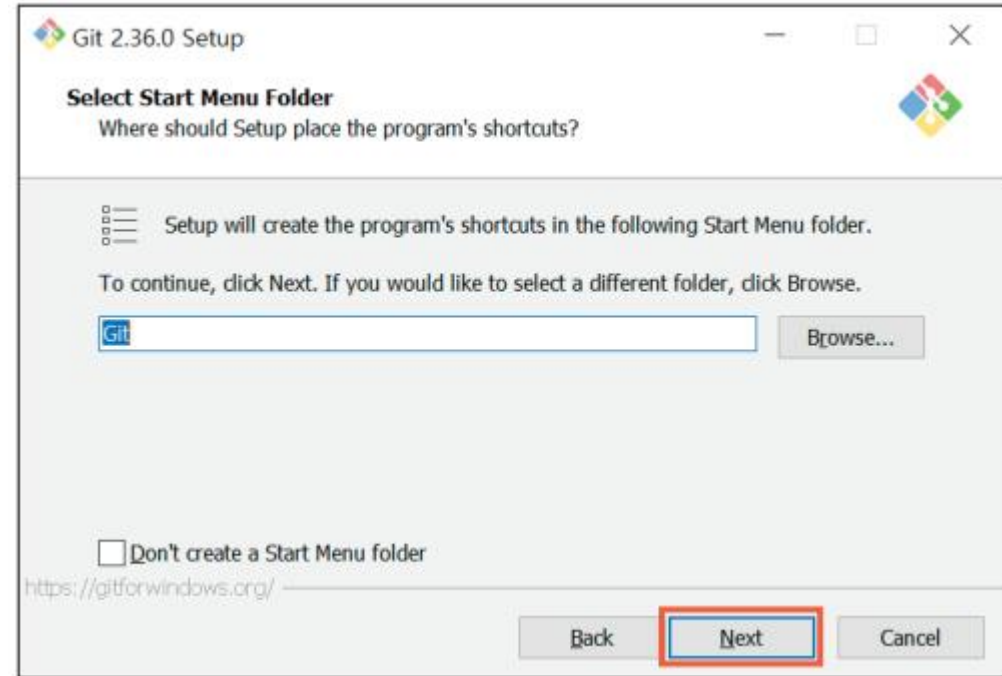 Git 2.36.0 Setup
Select Start Menu Folder
Where should Setup place the program's shortcuts?
Setup will create the program's shortcuts in the following Start Menu folder.
To continue, click Next. If you would like to select a different folder, click Browse.
Git
Browse...
Don't create a Start Menu folder
https://gitforwindows.org/
Back
Next
Cancel